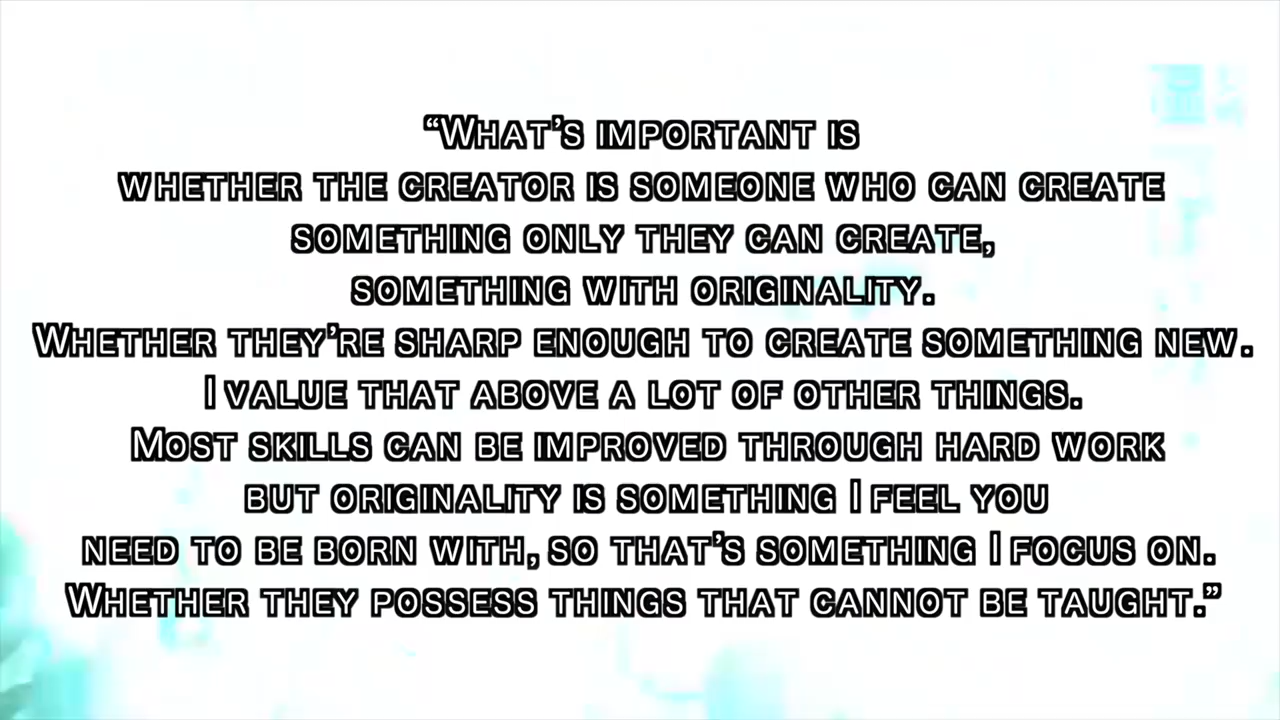 “What’s important is
whether the creator is someone who can create
something only they can create,
something with originality.
Whether they’re sharp enough to create something new.
I value that above a lot of other things.
Most skills can be improved through hard work
but originality is something I feel you
need to be born with, so that’s something I focus on.
Whether they possess things that cannot be taught.”